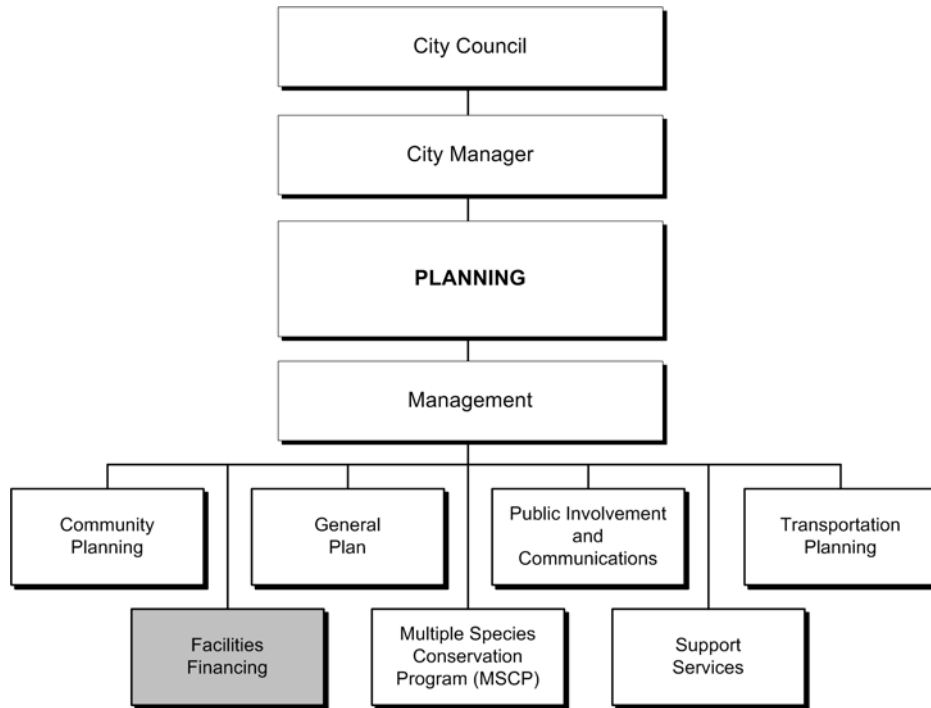 City Council
City Manager
PLANNING
Management
Community
Planning
General
Plan
Public Involvement
and
Communications
Transportation
Planning
Facilities
Financing
Multiple Species
Conservation
Program (MSCP)
Support
Services